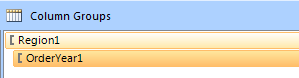 Column Groups
[ Region1
[ OrderYear1